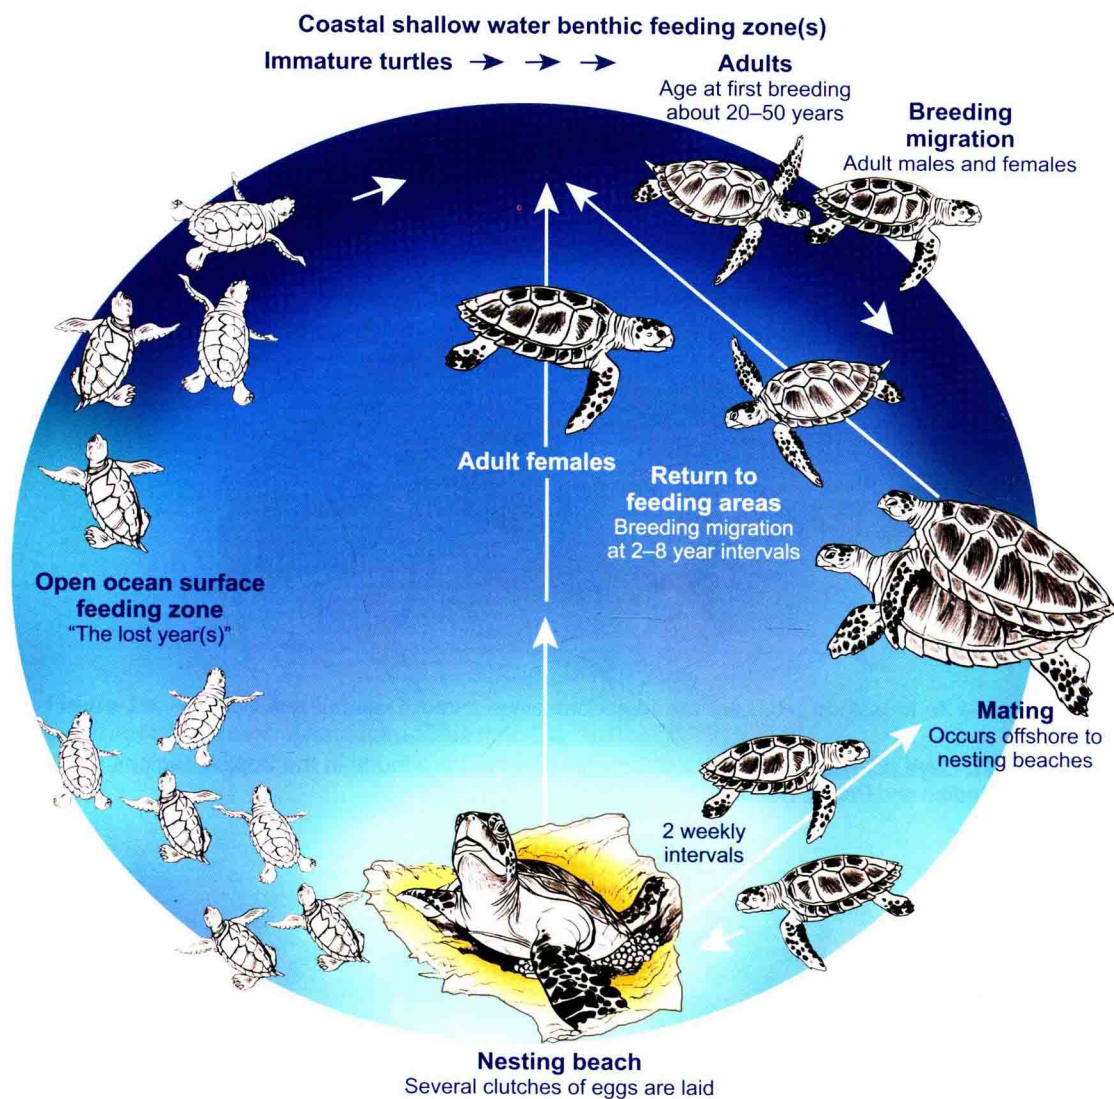 Coastal shallow water benthic feeding zone(s)
Immature turtles
Adults
Age at first breeding
about 20–50 years
Breeding
migration
Adult males and females
Adult females
Return to
feeding areas
Breeding migration
at 2–8 year intervals
Open ocean surface
feeding zone
“The lost year(s)”
Mating
Occurs offshore to
nesting beaches
2 weekly
intervals
Nesting beach
Several clutches of eggs are laid